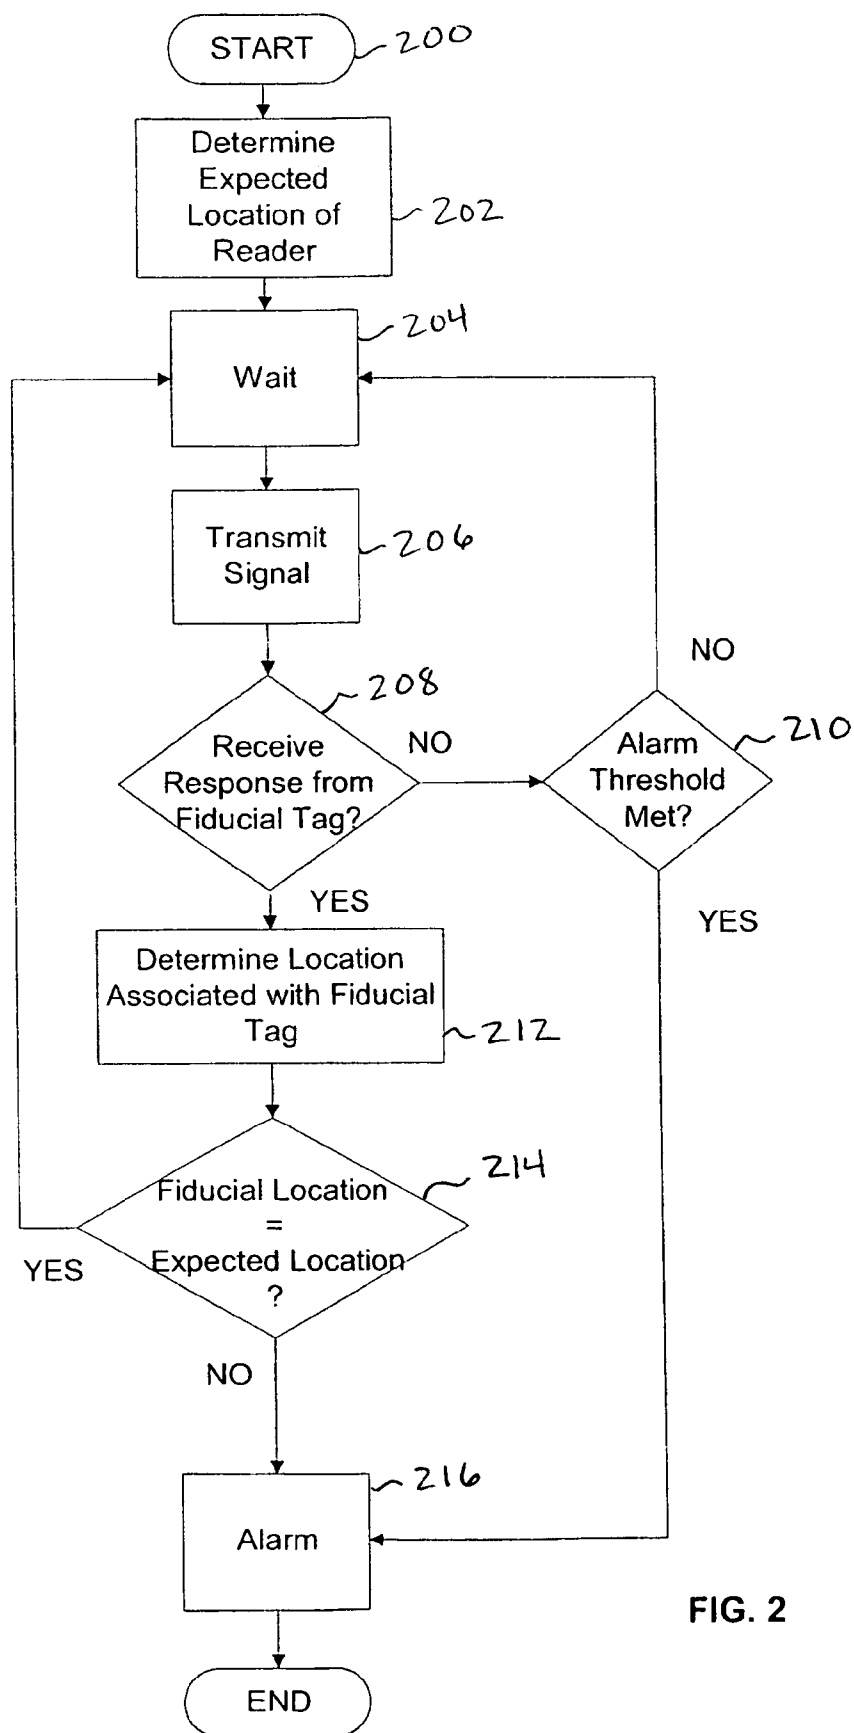 START
200
Determine
Expected
Location of
Reader
202
204
Wait
Transmit
Signal
206
208
Receive
Response from
Fiducial Tag?
NO
NO
210
Alarm
Threshold
Met?
YES
YES
Determine Location
Associated with Fiducial
Tag
212
214
Fiducial Location
=
Expected Location
?
YES
NO
216
Alarm
FIG. 2
END